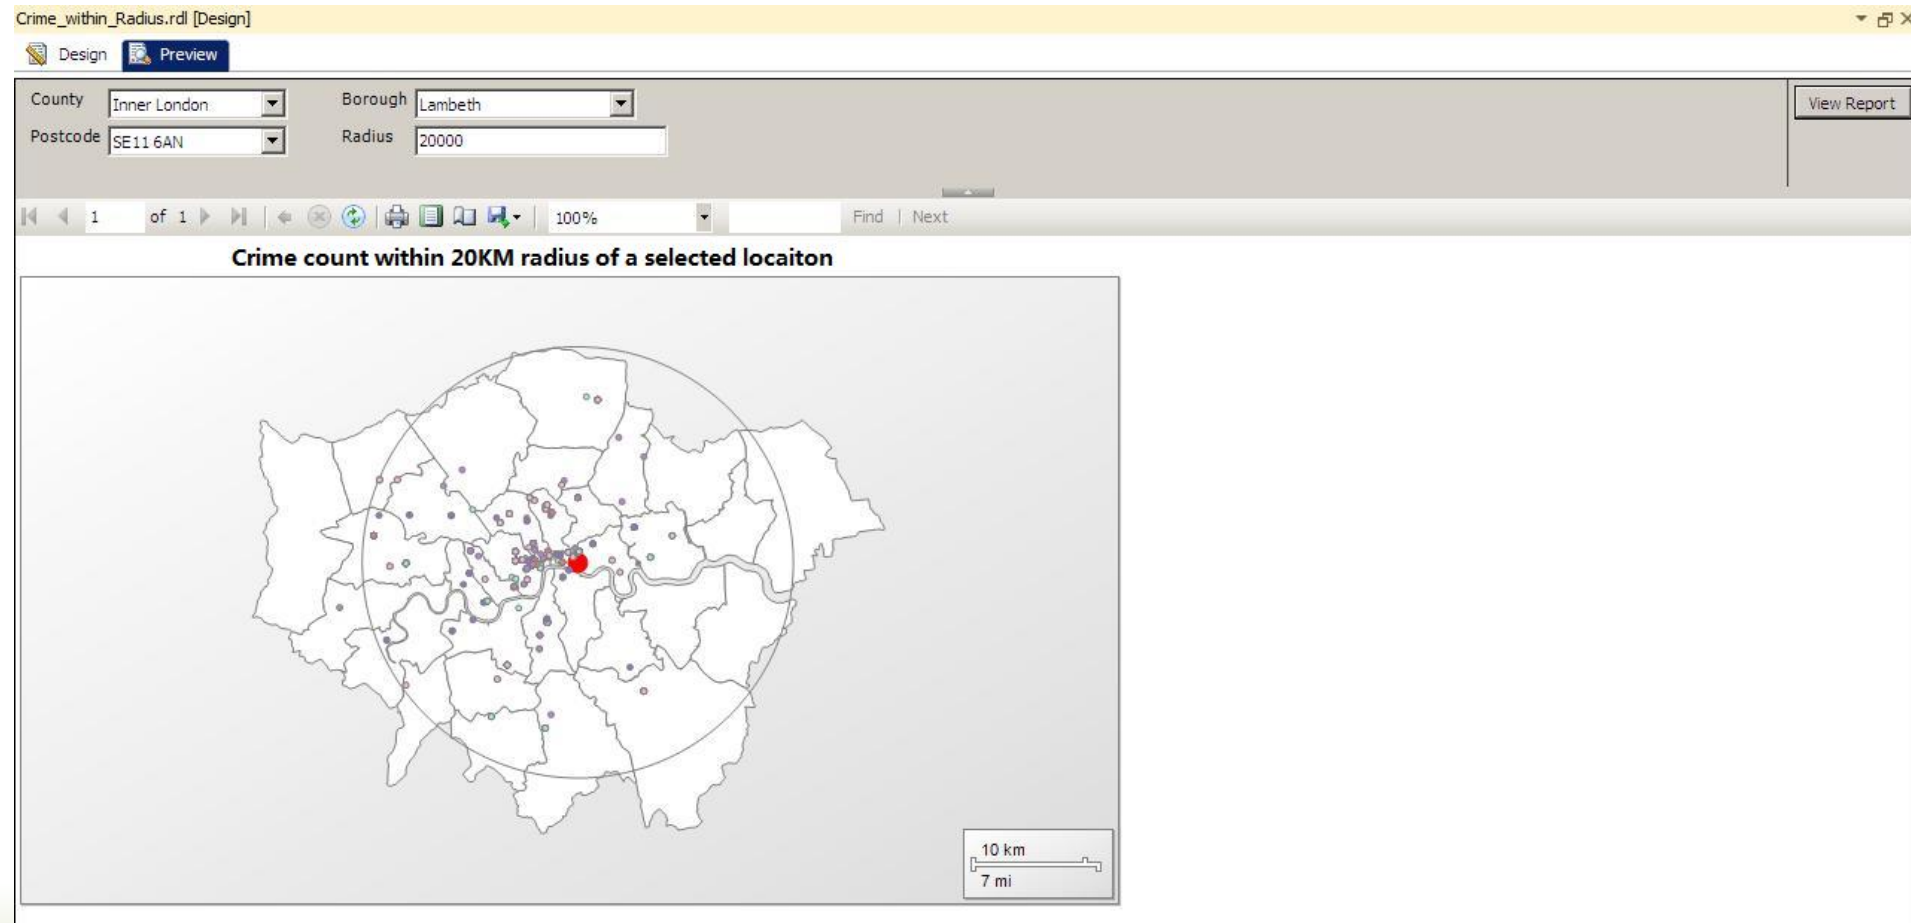 Crime_within_Radius.rdl [Design]
Design Preview
County Inner London Borough Lambeth View Report
Postcode SE11 6AN Radius 20000
1 of 1 100% Find | Next
Crime count within 20KM radius of a selected locaiton
10 km
7 mi